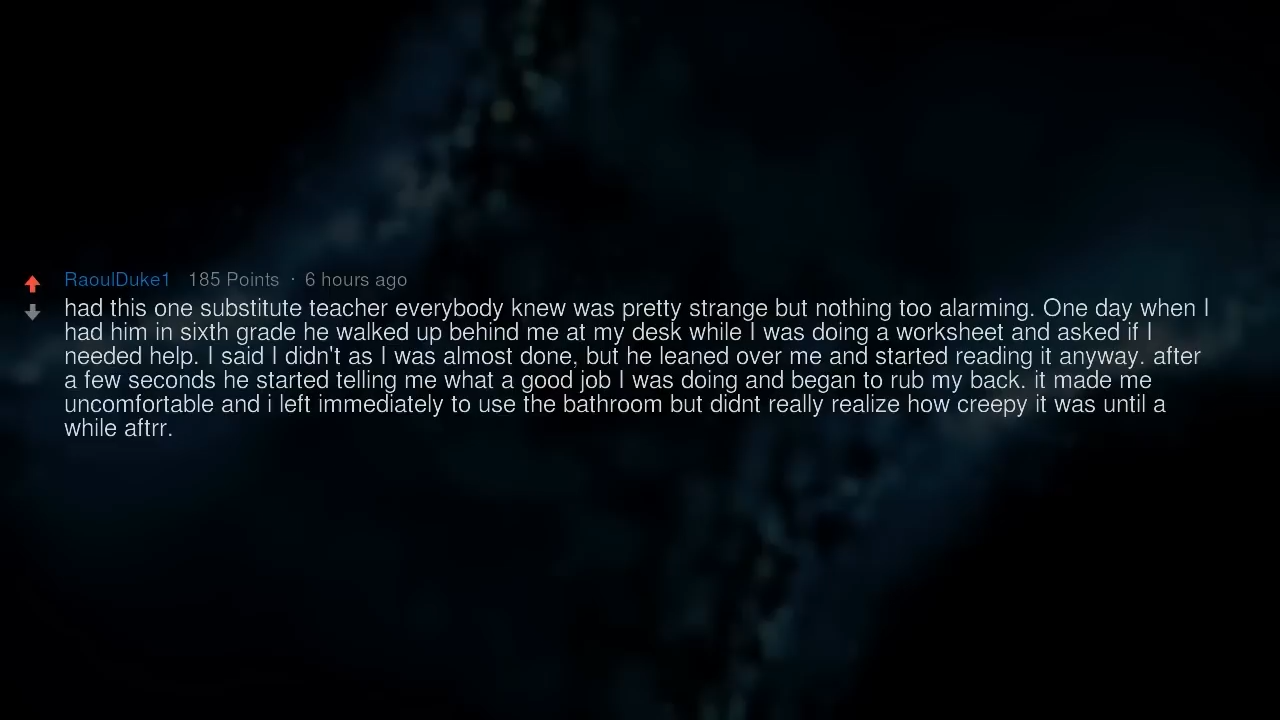 RaoulDuke1 185 Points · 6 hours ago
had this one substitute teacher everybody knew was pretty strange but nothing too alarming. One day when I
had him in sixth grade he walked up behind me at my desk while I was doing a worksheet and asked if I
needed help. I said I didn't as I was almost done, but he leaned over me and started reading it anyway. after
a few seconds he started telling me what a good job I was doing and began to rub my back. it made me
uncomfortable and i left immediately to use the bathroom but didnt really realize how creepy it was until a
while aftrr.